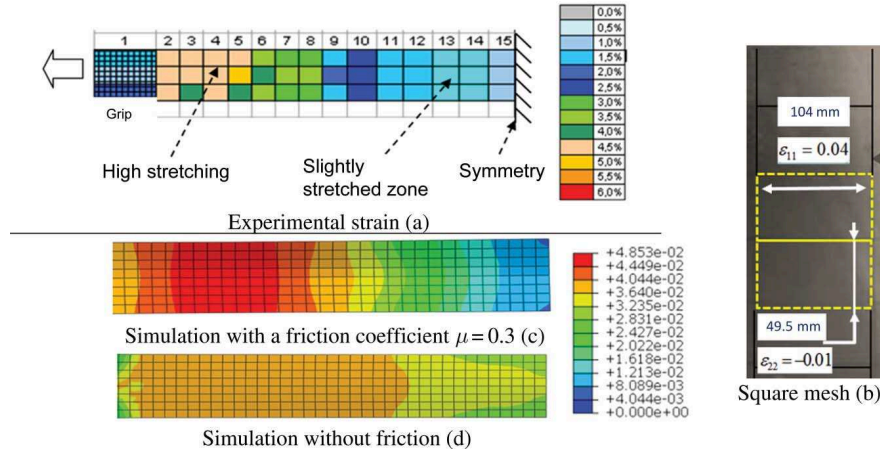 1 2 3 4 5 6 7 8 9 10 11 12 13 14 15
Grip
High stretching
Slightly
stretched zone
Symmetry
0,0%
0,5%
1,0%
1,5%
2,0%
2,5%
3,0%
3,5%
4,0%
4,5%
5,0%
5,5%
6,0%
Experimental strain (a)
+4.853e-02
+4.449e-02
+4.044e-02
+3.640e-02
+3.235e-02
+2.831e-02
+2.427e-02
+2.022e-02
+1.618e-02
+1.213e-02
+8.089e-03
+4.044e-03
+0.000e+00
Simulation with a friction coefficient μ = 0.3 (c)
Simulation without friction (d)
104 mm
ε₁₁ = 0.04
49.5 mm
ε₂₂ = −0.01
Square mesh (b)